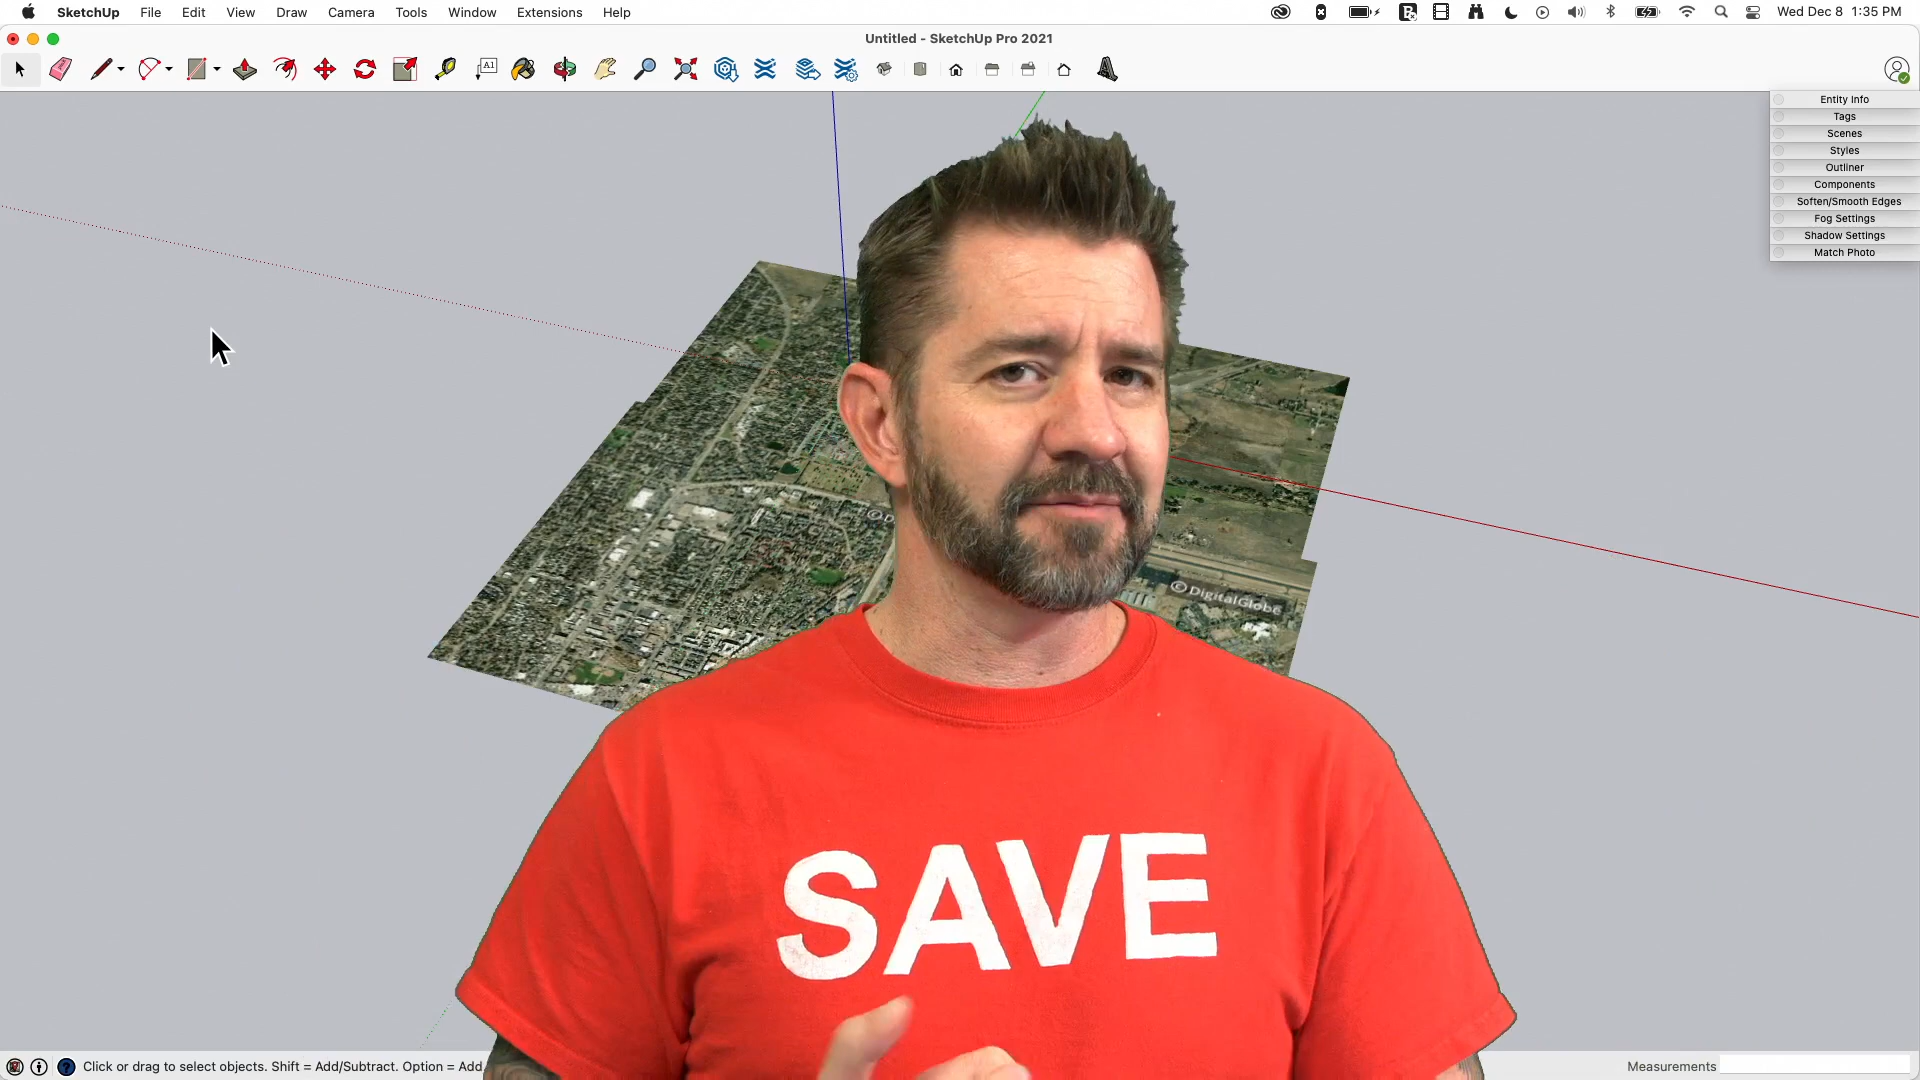 SketchUp File Edit View Draw Camera Tools Window Extensions Help
Wed Dec 8 1:35 PM
Untitled - SketchUp Pro 2021
A1
Entity Info
Tags
Scenes
Styles
Outliner
Components
Soften/Smooth Edges
Fog Settings
Shadow Settings
Match Photo
© D
© DigitalGlobe
SAVE
Click or drag to select objects. Shift = Add/Subtract. Option = Add
Measurements